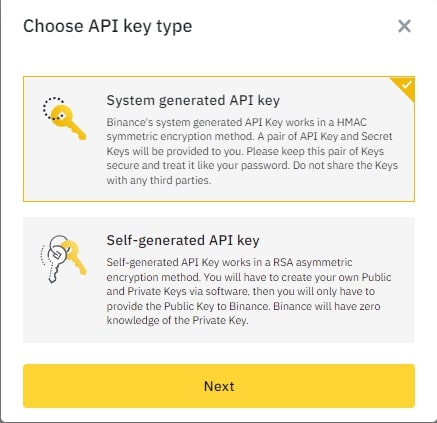 Choose API key type
System generated API key
Binance's system generated API Key works in a HMAC
symmetric encryption method. A pair of API Key and Secret
Keys will be provided to you. Please keep this pair of Keys
secure and treat it like your password. Do not share the Keys
with any third parties.
Self-generated API key
Self-generated API Key works in a RSA asymmetric
encryption method. You will have to create your own Public
and Private Keys via software, then you will only have to
provide the Public Key to Binance. Binance will have zero
knowledge of the Private Key.
Next